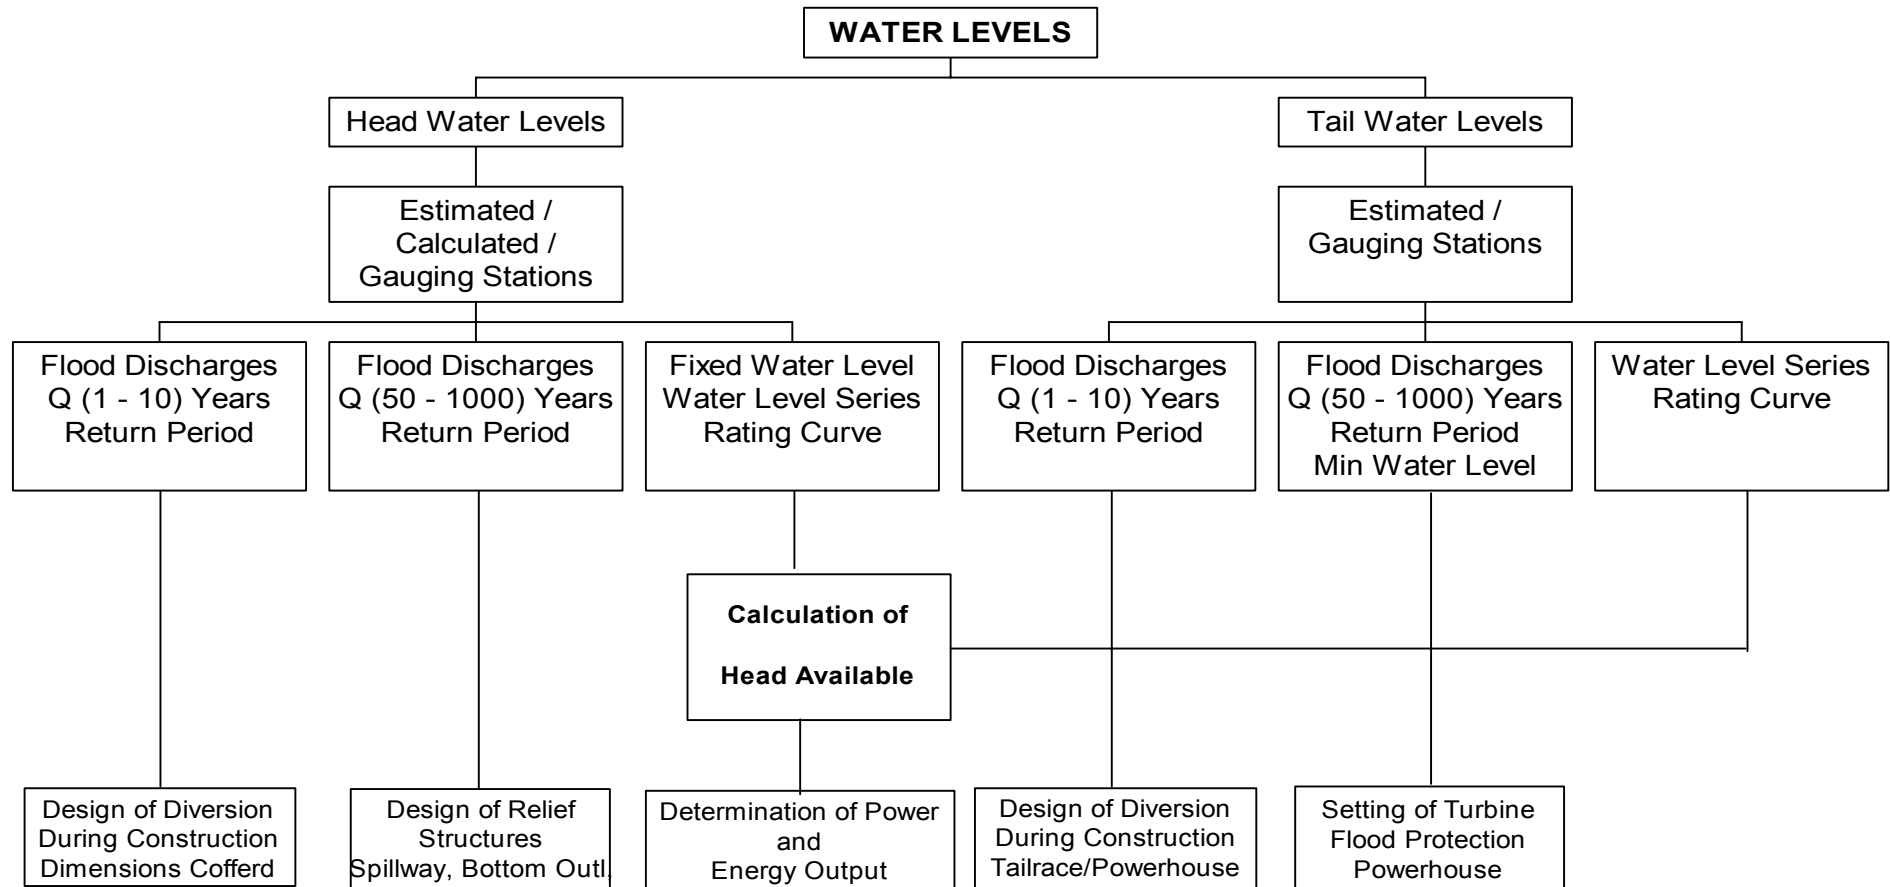 WATER LEVELS
Head Water Levels
Tail Water Levels
Estimated /
Calculated /
Gauging Stations
Estimated /
Gauging Stations
Flood Discharges
Q (1 - 10) Years
Return Period
Flood Discharges
Q (50 - 1000) Years
Return Period
Fixed Water Level
Water Level Series
Rating Curve
Flood Discharges
Q (1 - 10) Years
Return Period
Flood Discharges
Q (50 - 1000) Years
Return Period
Min Water Level
Water Level Series
Rating Curve
Calculation of
Head Available
Design of Diversion
During Construction
Dimensions Cofferd
Design of Relief
Structures
Spillway, Bottom Outl,
Determination of Power
and
Energy Output
Design of Diversion
During Construction
Tailrace/Powerhouse
Setting of Turbine
Flood Protection
Powerhouse